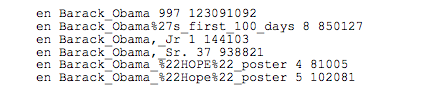 en Barack_Obama 997 123091092
en Barack_Obama%27s_first_100_days 8 850127
en Barack_Obama,_Jr 1 144103
en Barack_Obama,_Sr. 37 938821
en Barack_Obama_%22HOPE%22_poster 4 81005
en Barack_Obama_%22Hope%22_poster 5 102081